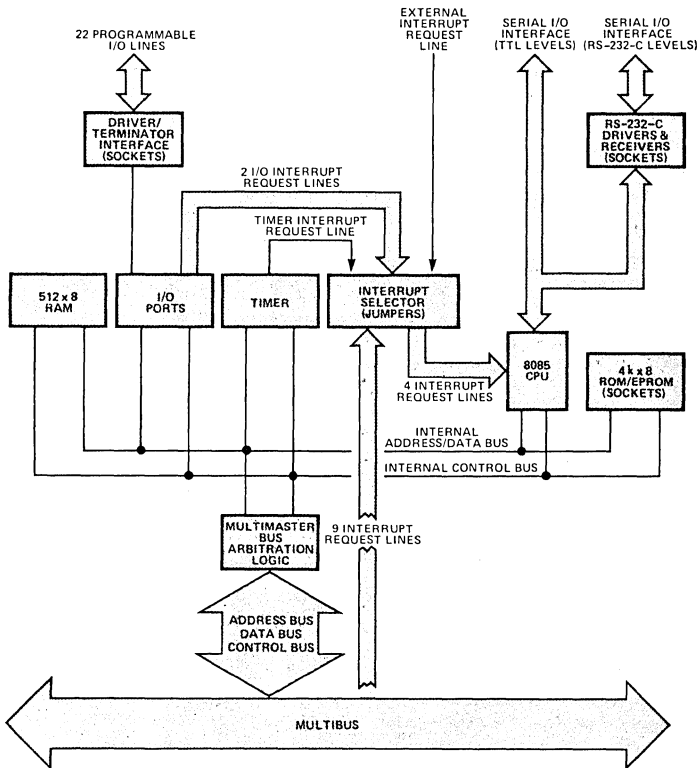 22 PROGRAMMABLE
I/O LINES
EXTERNAL
INTERRUPT
REQUEST
LINE
SERIAL I/O
INTERFACE
(TTL LEVELS)
SERIAL I/O
INTERFACE
(RS-232-C LEVELS)
DRIVER/
TERMINATOR
INTERFACE
(SOCKETS)
RS-232-C
DRIVERS &
RECEIVERS
(SOCKETS)
2 I/O INTERRUPT
REQUEST LINES
TIMER INTERRUPT
REQUEST LINE
512 x 8
RAM
I/O
PORTS
TIMER
INTERRUPT
SELECTOR
(JUMPERS)
8085
CPU
4k x 8
ROM/EPROM
(SOCKETS)
4 INTERRUPT
REQUEST LINES
INTERNAL
ADDRESS/DATA BUS
INTERNAL CONTROL BUS
MULTIMASTER
BUS
ARBITRATION
LOGIC
9 INTERRUPT
REQUEST LINES
ADDRESS BUS
DATA BUS
CONTROL BUS
MULTIBUS